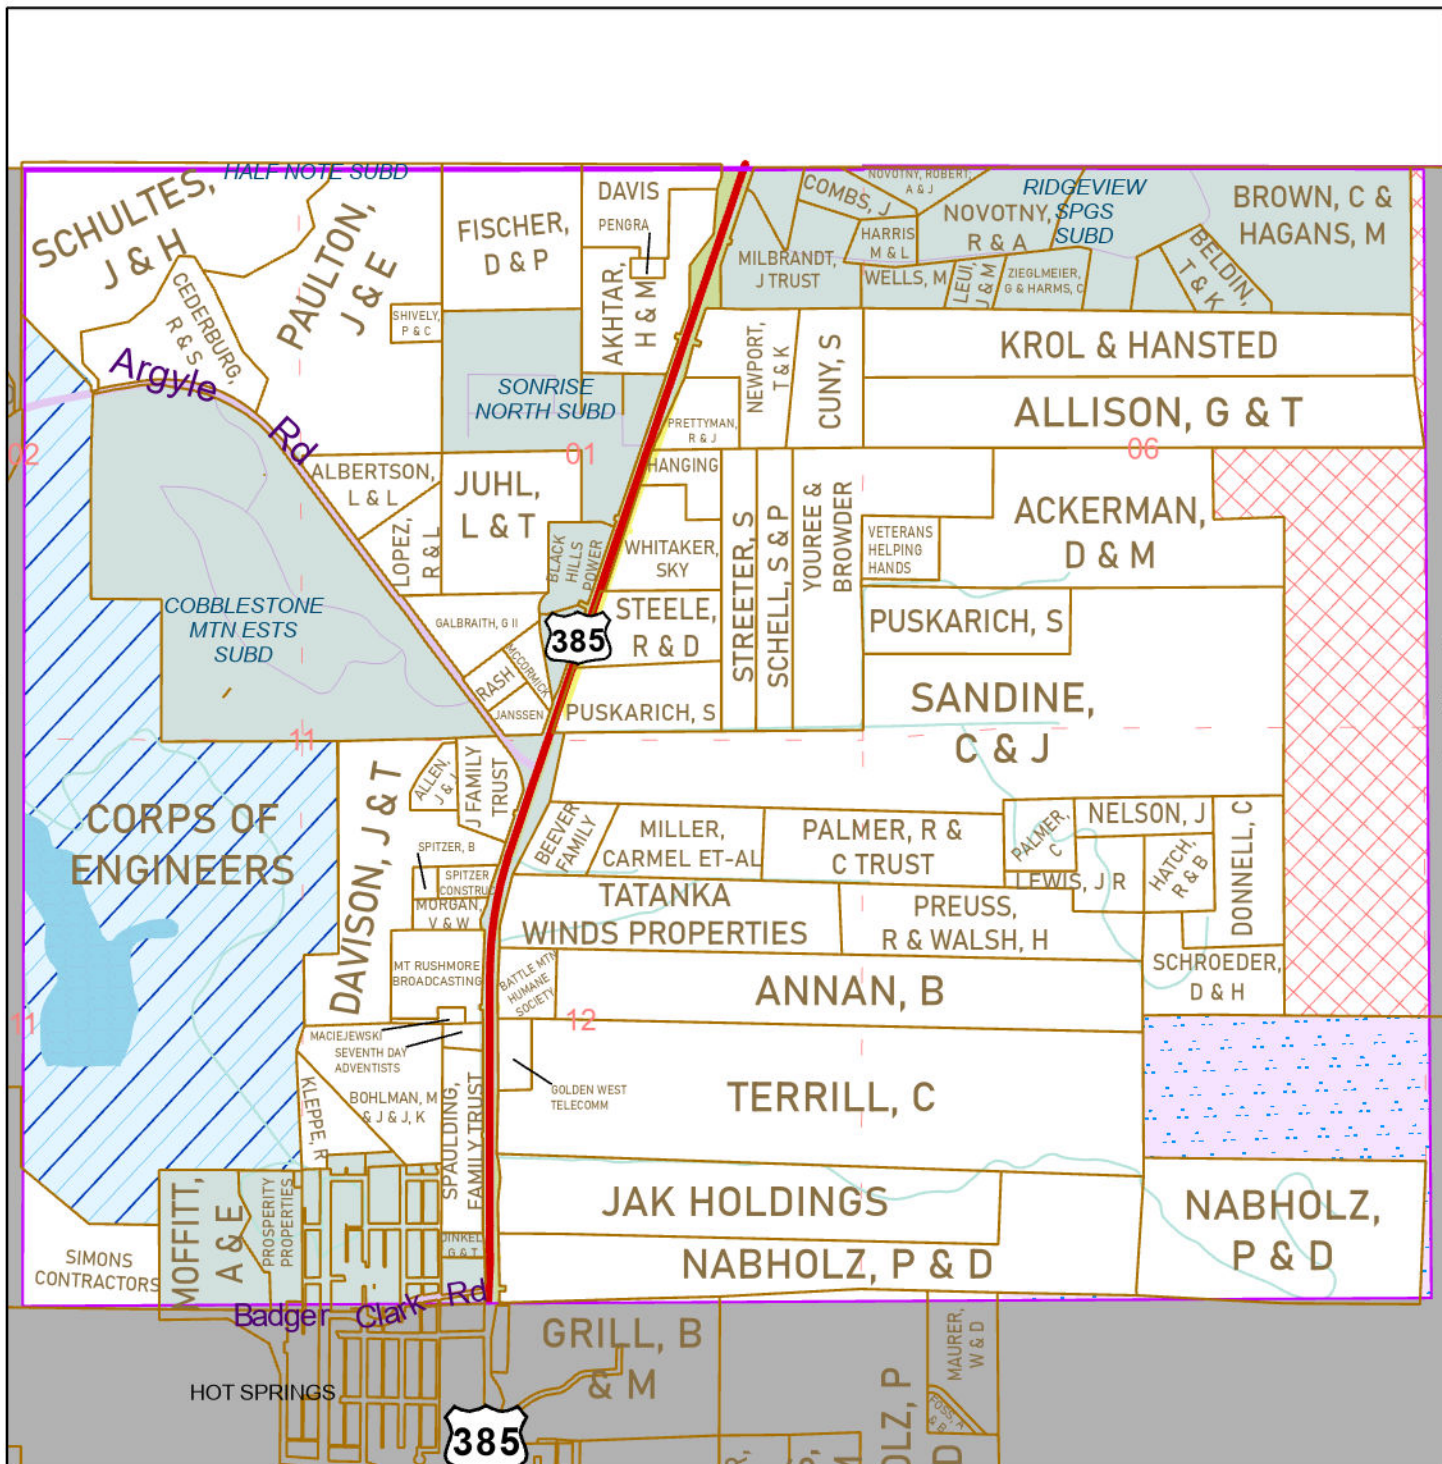 HALF NOTE SUBD
SCHULTES,
J & H
PAULTON,
J & E
FISCHER,
D & P
DAVIS
PENGRA
AKHTAR,
H & M
CEDERBURG,
R & S
SHIVELY,
P & C
COMBS, J
NOVOTNY, ROBERT;
A & J
NOVOTNY,
R & A
RIDGEVIEW
SPGS
SUBD
BROWN, C &
HAGANS, M
HARRIS
M & L
MILBRANDT,
J TRUST
WELLS, M
LEUI,
J & M
ZIEGLMEIER,
G & HARMS, C
BELDIN,
T & K
Argyle
Rd
SONRISE
NORTH SUBD
NEWPORT,
T & K
CUNY, S
KROL & HANSTED
ALLISON, G & T
PRETTYMAN,
R & J
02
01
06
ALBERTSON,
L & L
LOPEZ,
R & L
JUHL,
L & T
HANGING
BLACK
HILLS
POWER
WHITAKER,
SKY
STREETER, S
SCHELL, S & P
YOUREE &
BROWDER
VETERANS
HELPING
HANDS
ACKERMAN,
D & M
COBBLESTONE
MTN ESTS
SUBD
GALBRAITH, G II
MCCORMICK
RASH
JANSSEN
385
STEELE,
R & D
PUSKARICH, S
PUSKARICH, S
SANDINE,
C & J
11
CORPS OF
ENGINEERS
DAVISON, J & T
ALLEN,
J & J
J FAMILY
TRUST
SPITZER, B
SPITZER
CONSTRUC
MORGAN,
V & W
MT RUSHMORE
BROADCASTING
BEEVER
FAMILY
MILLER,
CARMEL ET-AL
PALMER, R &
C TRUST
PALMER,
C
NELSON, J
LEWIS, J R
HATCH,
R & B
DONNELL, C
TATANKA
WINDS PROPERTIES
PREUSS,
R & WALSH, H
BATTLE MTN
HUMANE
SOCIETY
ANNAN, B
SCHROEDER,
D & H
11
12
MACIEJEWSKI
SEVENTH DAY
ADVENTISTS
KLEPPE, R
BOHLMAN, M
& J & J, K
SPAULDING,
FAMILY TRUST
GOLDEN WEST
TELECOMM
TERRILL, C
MOFFITT,
A & E
PROSPERITY
PROPERTIES
SIMONS
CONTRACTORS
DINKEL
G & T
JAK HOLDINGS
NABHOLZ, P & D
NABHOLZ,
P & D
Badger Clark Rd
HOT SPRINGS
385
GRILL, B
& M
MAURER,
W & D
FOSS, A
& B
OLZ, P
D